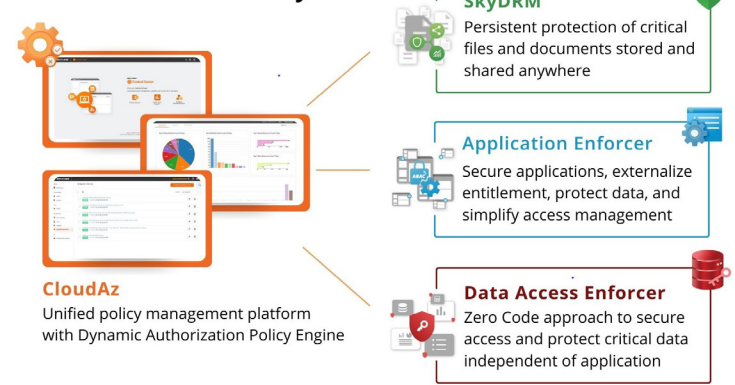 SkyDRM
Persistent protection of critical
files and documents stored and
shared anywhere
Application Enforcer
Secure applications, externalize
entitlement, protect data, and
simplify access management
ABAC
CloudAz
Unified policy management platform
with Dynamic Authorization Policy Engine
Data Access Enforcer
Zero Code approach to secure
access and protect critical data
independent of application